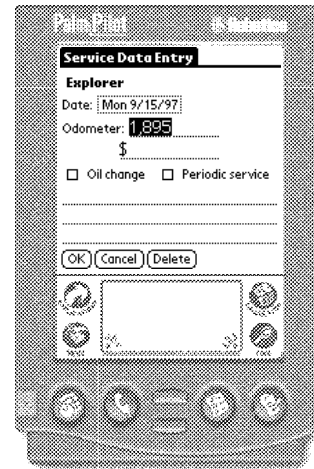 PalmPilot
Service Data Entry
Explorer
Date: Mon 9/15/97
Odometer: 1,895
$
Oil change Periodic service
OK Cancel Delete